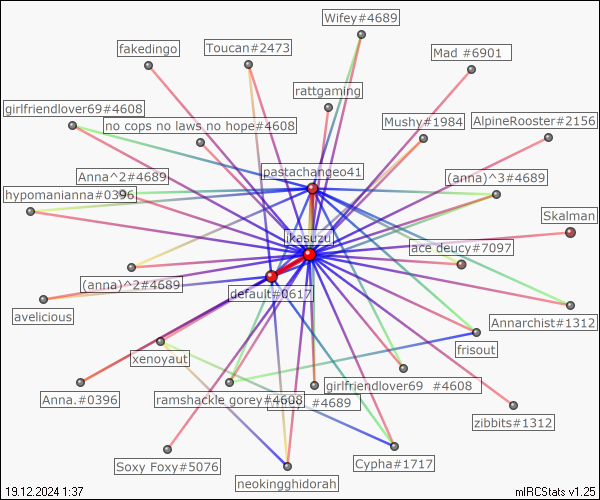 Wifey#4689
fakedingo
Toucan#2473
Mad #6901
rattgaming
girlfriendlover69#4608
no cops no laws no hope#4608
Mushy#1984
AlpineRooster#2156
Anna^2#4689
pastachangeo41
(anna)^3#4689
hypomanianna#0396
Skalman
ikasuzu
ace deucy#7097
(anna)^2#4689
default#0617
avelicious
Annarchist#1312
xenoyaut
frisout
girlfriendlover69 #4608
Anna.#0396
ramshackle gorey#4608
#4689
zibbits#1312
Soxy Foxy#5076
Cypha#1717
neokingghidorah
19.12.2024 1:37
mIRCStats v1.25